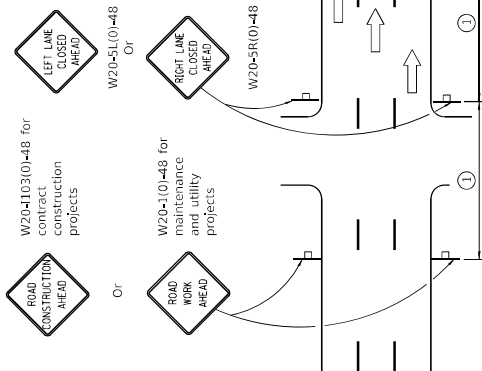 LEFT LANE
CLOSED
AHEAD
W20-5L(0)-48
Or
RIGHT LANE
CLOSED
AHEAD
W20-5R(0)-48
1
W20-I103(0)-48 for
contract
construction
projects
W20-1(0)-48 for
maintenance
and utility
projects
1
ROAD
CONSTRUCTION
AHEAD
Or
ROAD
WORK
AHEAD